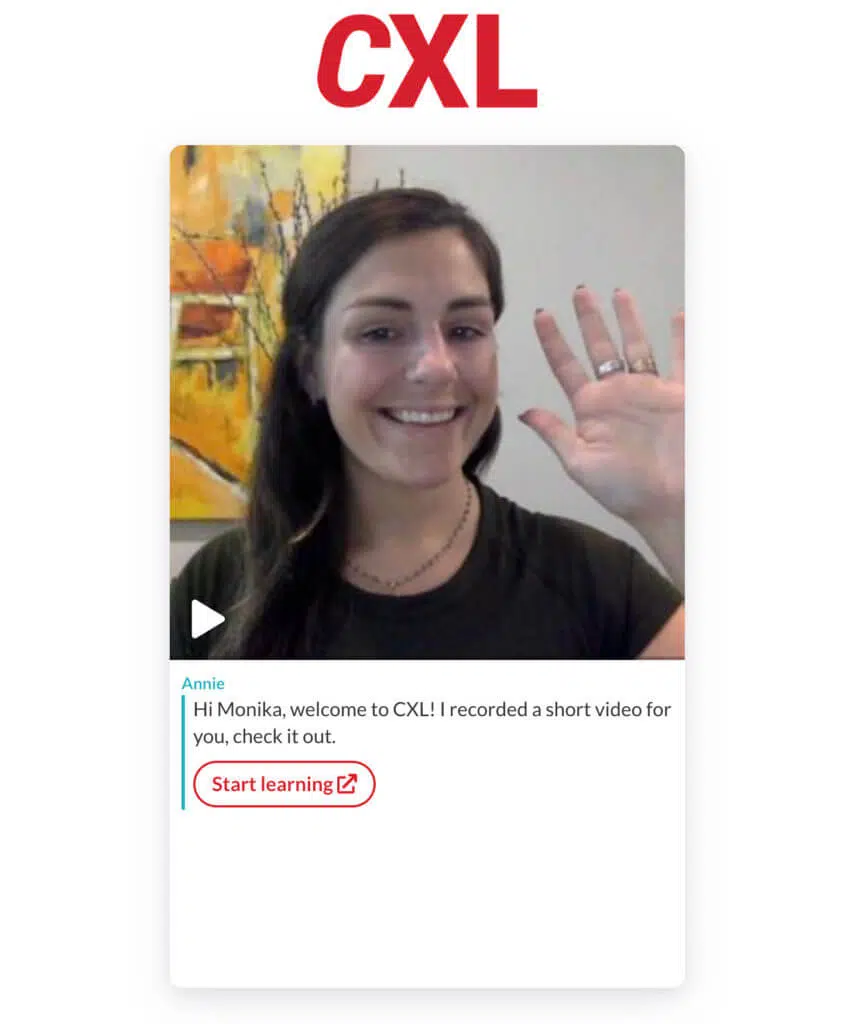 CXL
Annie
Hi Monika, welcome to CXL! I recorded a short video for
you, check it out.
Start learning